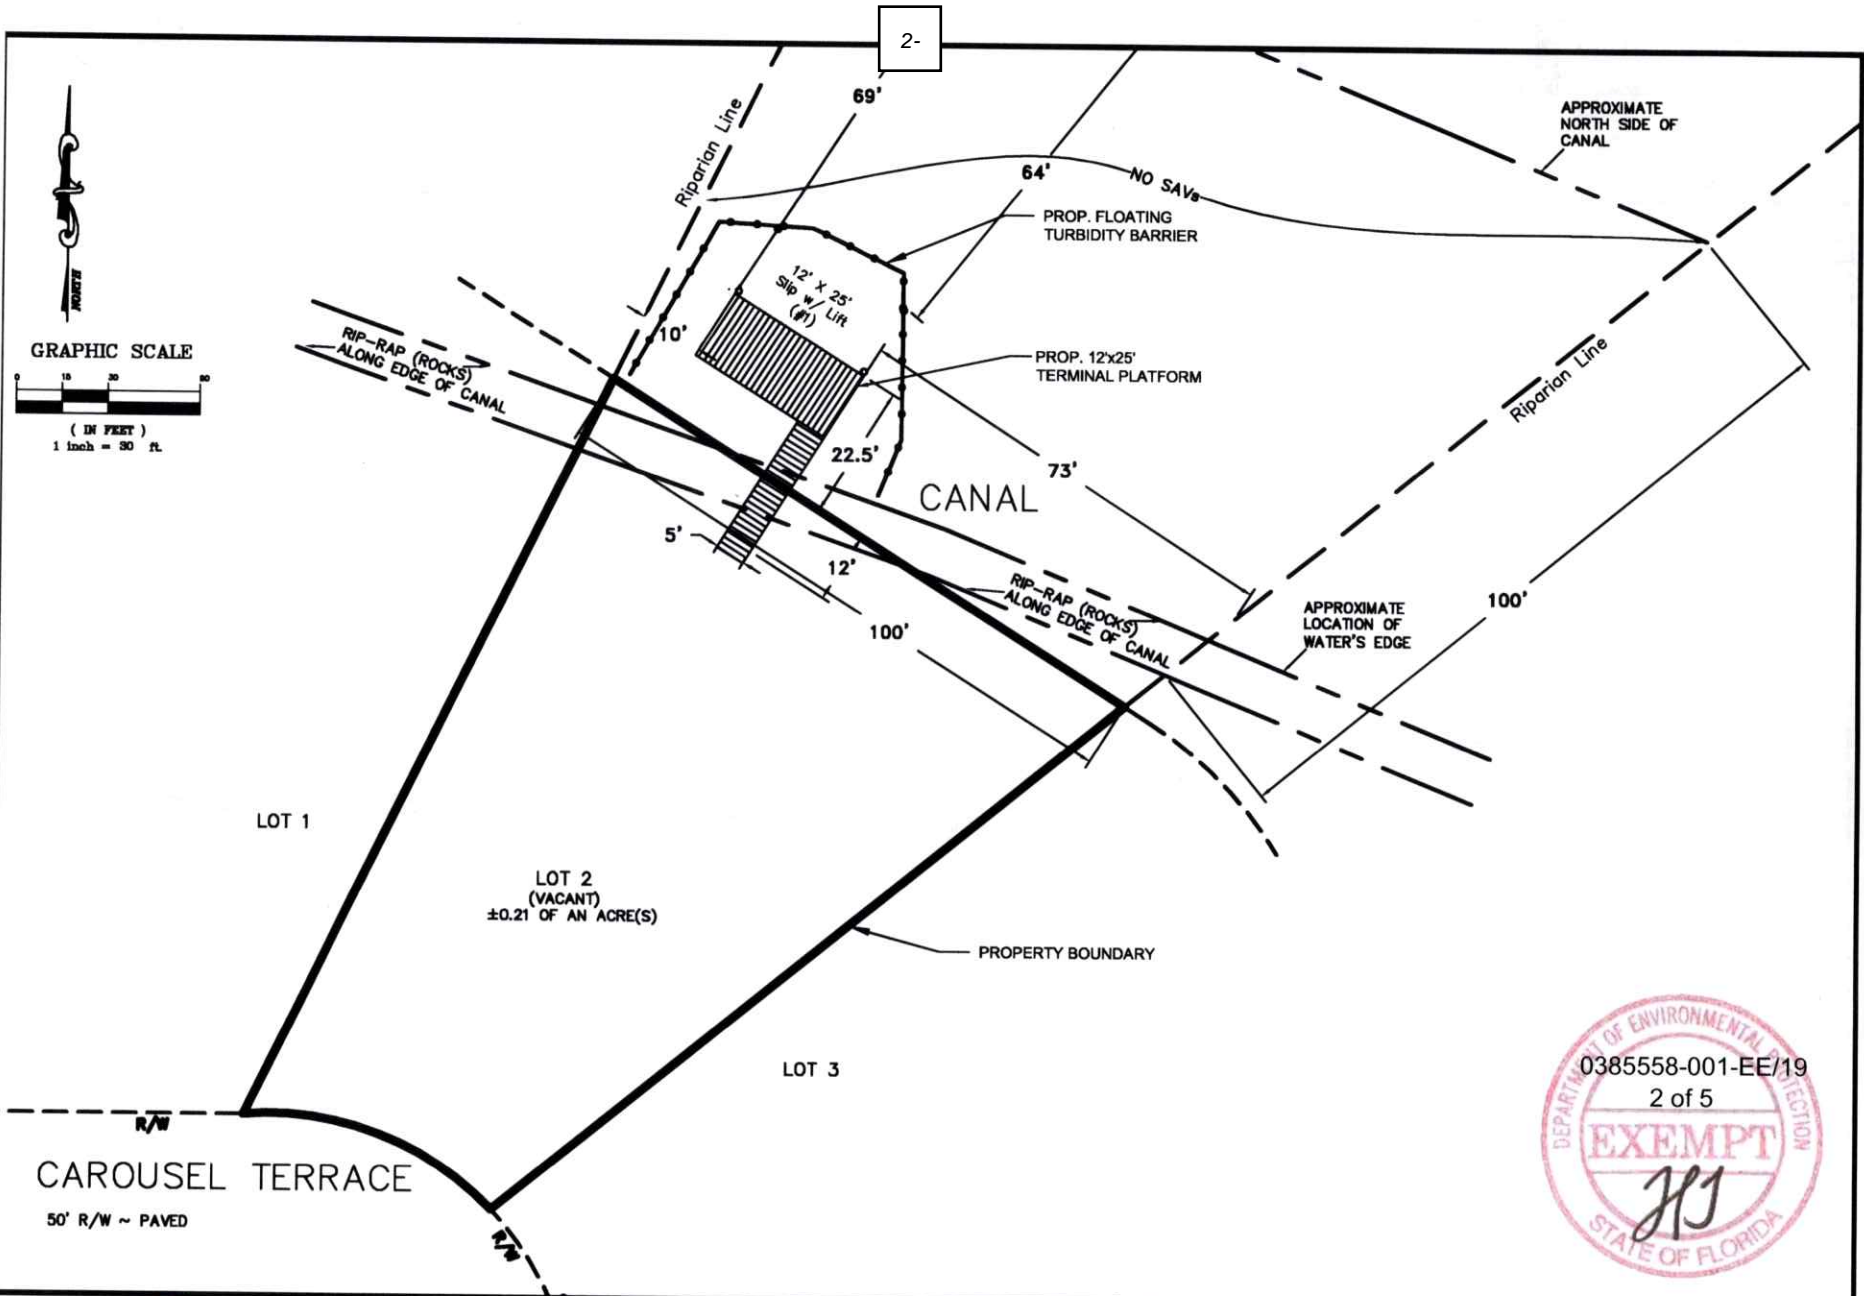 2-
69'
Riparian Line
APPROXIMATE
NORTH SIDE OF
CANAL
64'
NO SAVs
PROP. FLOATING
TURBIDITY BARRIER
NORTH
12' X 25'
Slip w/ Lift
(#1)
10'
GRAPHIC SCALE
0 15 30 60
( IN FEET )
1 inch = 30 ft.
RIP-RAP (ROCKS)
ALONG EDGE OF CANAL
PROP. 12'x25'
TERMINAL PLATFORM
Riparian Line
22.5'
73'
CANAL
5'
12'
100'
RIP-RAP (ROCKS)
ALONG EDGE OF CANAL
100'
APPROXIMATE
LOCATION OF
WATER'S EDGE
LOT 1
LOT 2
(VACANT)
±0.21 OF AN ACRE(S)
PROPERTY BOUNDARY
LOT 3
R/W
CAROUSEL TERRACE
50' R/W ~ PAVED
R/W
DEPARTMENT OF ENVIRONMENTAL PROTECTION
0385558-001-EE/19
2 of 5
EXEMPT
STATE OF FLORIDA